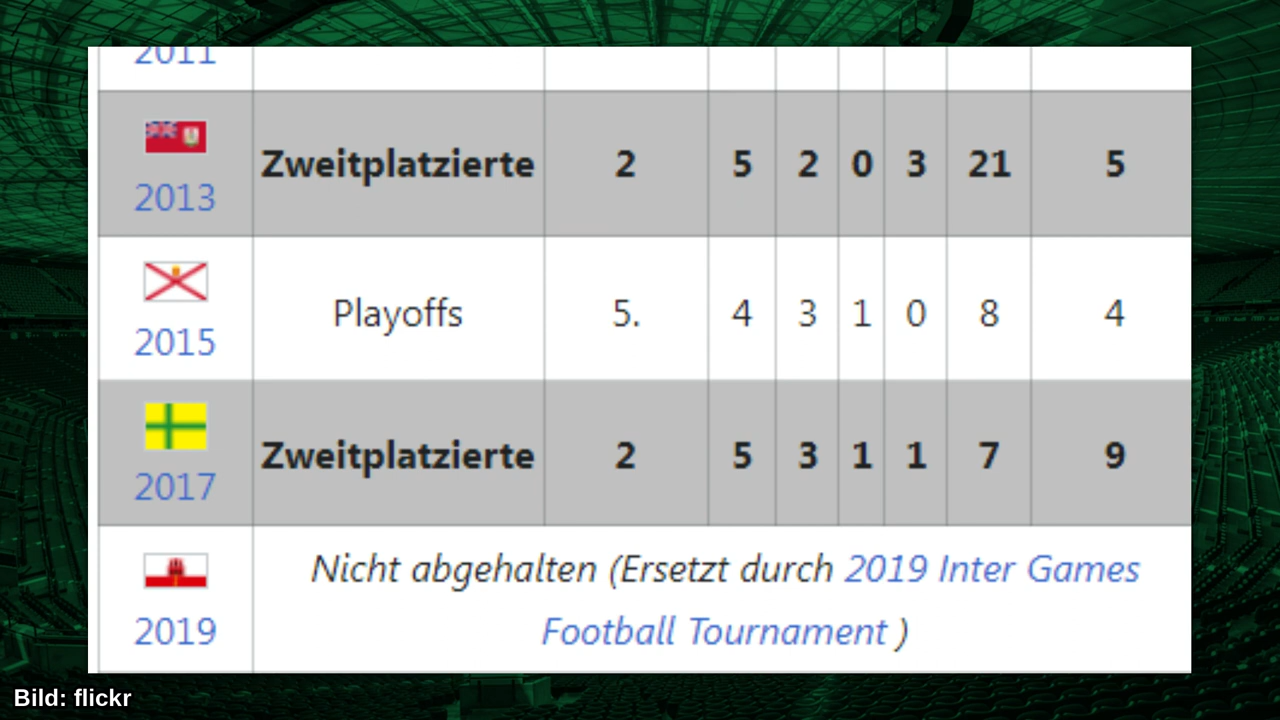 2011
Zweitplatzierte 2 5 2 0 3 21 5
2013
Playoffs 5. 4 3 1 0 8 4
2015
Zweitplatzierte 2 5 3 1 1 7 9
2017
Nicht abgehalten (Ersetzt durch 2019 Inter Games
Football Tournament )
2019
Bild: flickr